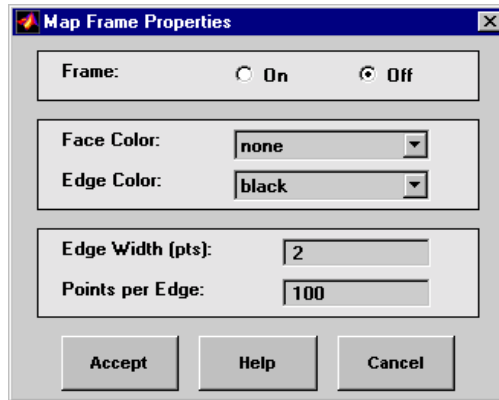 Map Frame Properties
Frame: On Off
Face Color: none
Edge Color: black
Edge Width (pts): 2
Points per Edge: 100
Accept Help Cancel